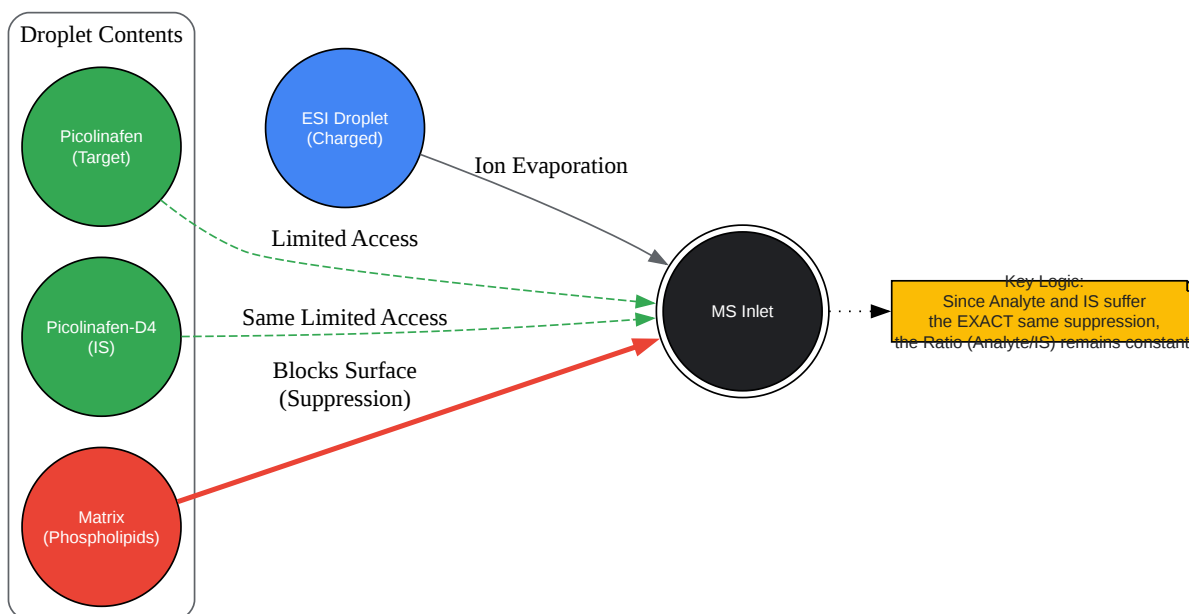 Droplet Contents
Picolinafen
(Target)
ESI Droplet
(Charged)
Ion Evaporation
Limited Access
Picolinafen-D4
(IS)
Same Limited Access
MS Inlet
Key Logic:
Since Analyte and IS suffer
the EXACT same suppression,
the Ratio (Analyte/IS) remains constant
Blocks Surface
(Suppression)
Matrix
(Phospholipids)